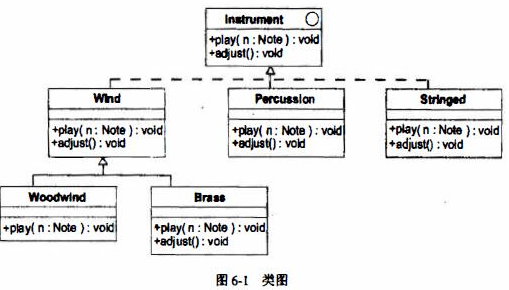 Instrument
+play( n : Note ) : void
+adjust() : void
Wind
Percussion
Stringed
+play( n : Note ) : void
+adjust() : void
+play( n : Note ) : void
+adjust() : void
+play( n : Note ) : void
+adjust() : void
Woodwind
Brass
+play( n : Note ) : void
+play( n : Note ) : void
+adjust() : void
图 6-1 类图